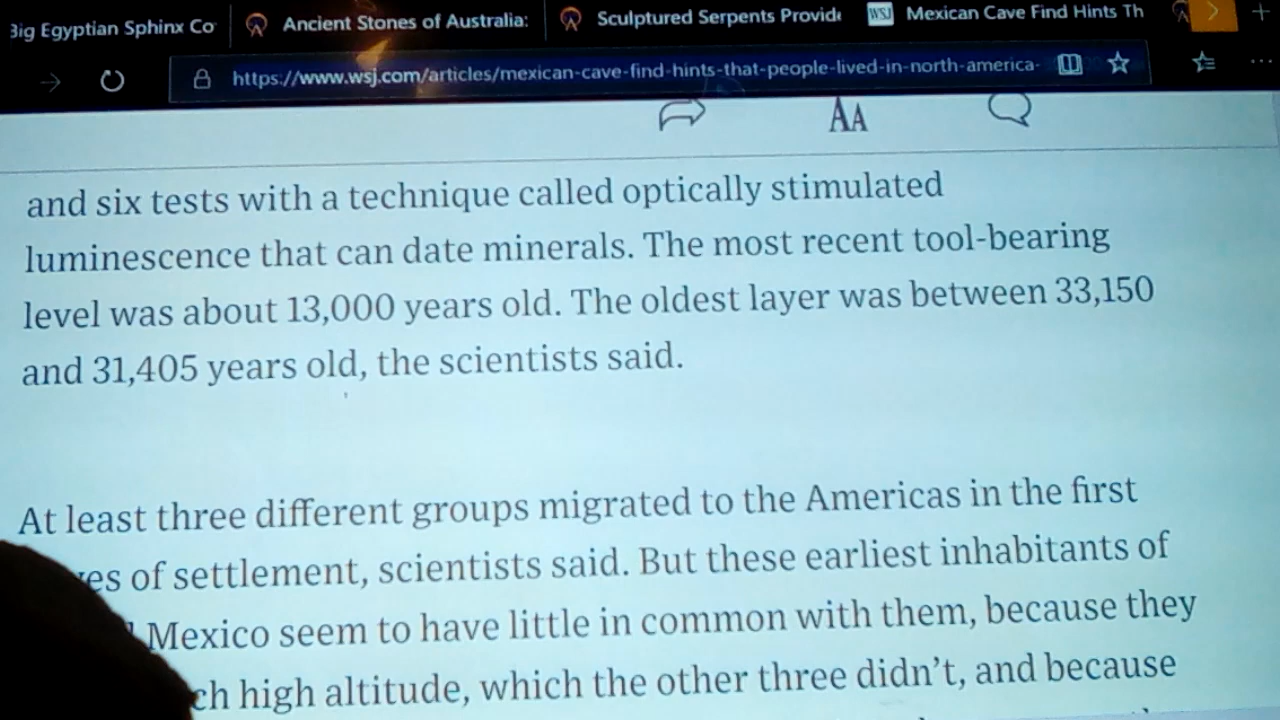 Big Egyptian Sphinx Co
Ancient Stones of Australia:
Sculptured Serpents Provid
WSJ
Mexican Cave Find Hints Th
https://www.wsj.com/articles/mexican-cave-find-hints-that-people-lived-in-north-america-
AA
and six tests with a technique called optically stimulated
luminescence that can date minerals. The most recent tool-bearing
level was about 13,000 years old. The oldest layer was between 33,150
and 31,405 years old, the scientists said.
At least three different groups migrated to the Americas in the first
of settlement, scientists said. But these earliest inhabitants of
Mexico seem to have little in common with them, because they
high altitude, which the other three didn't, and because